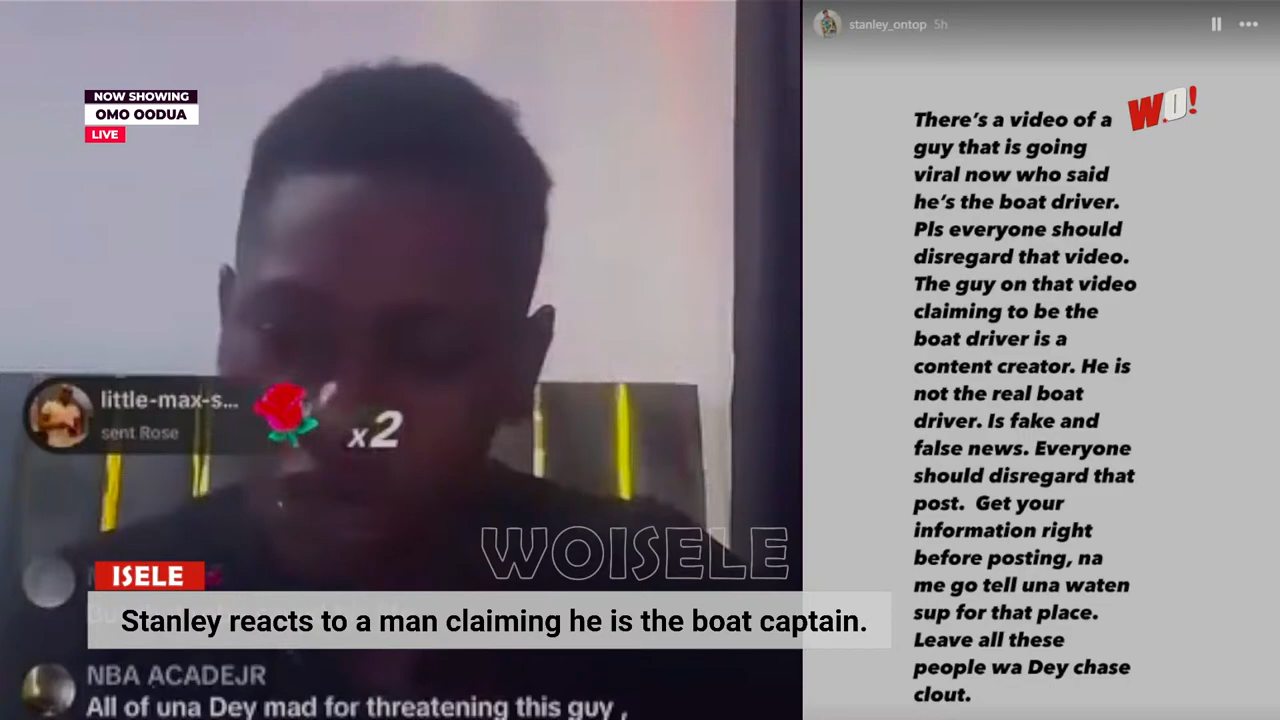 NOW SHOWING
OMO OODUA
LIVE
little-max-s...
sent Rose
x2
WOISELE
ISELE
Stanley reacts to a man claiming he is the boat captain.
NBA ACADEJR
All of una Dey mad for threatening this guy ,
stanley_ontop 5h
W.O!
There's a video of a
guy that is going
viral now who said
he's the boat driver.
Pls everyone should
disregard that video.
The guy on that video
claiming to be the
boat driver is a
content creator. He is
not the real boat
driver. Is fake and
false news. Everyone
should disregard that
post.  Get your
information right
before posting, na
me go tell una waten
sup for that place.
Leave all these
people wa Dey chase
clout.